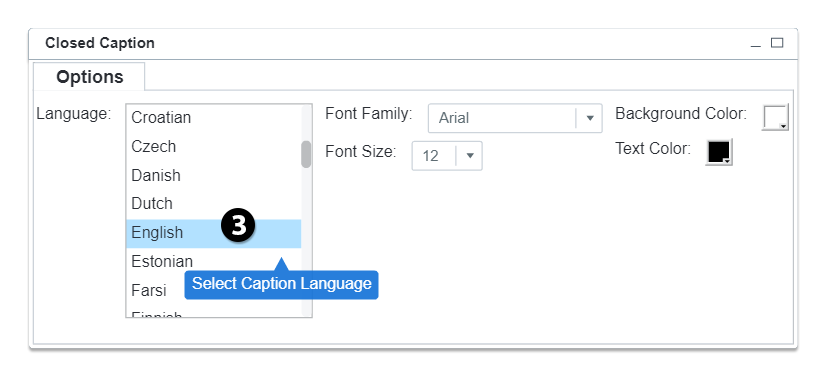 Closed Caption
Options
Language:
Croatian
Czech
Danish
Dutch
English
3
Estonian
Farsi
Finnish
Select Caption Language
Font Family: Arial
Font Size: 12
Background Color:
Text Color: